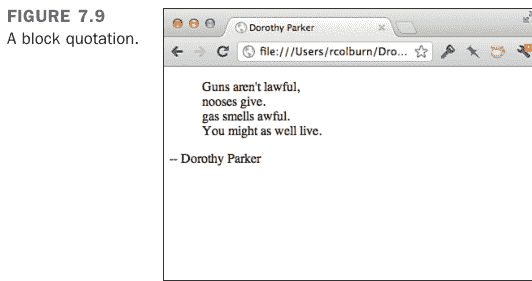 FIGURE 7.9
A block quotation.
Dorothy Parker
file:///Users/rcolburn/Dro...
Guns aren't lawful,
nooses give.
gas smells awful.
You might as well live.
-- Dorothy Parker